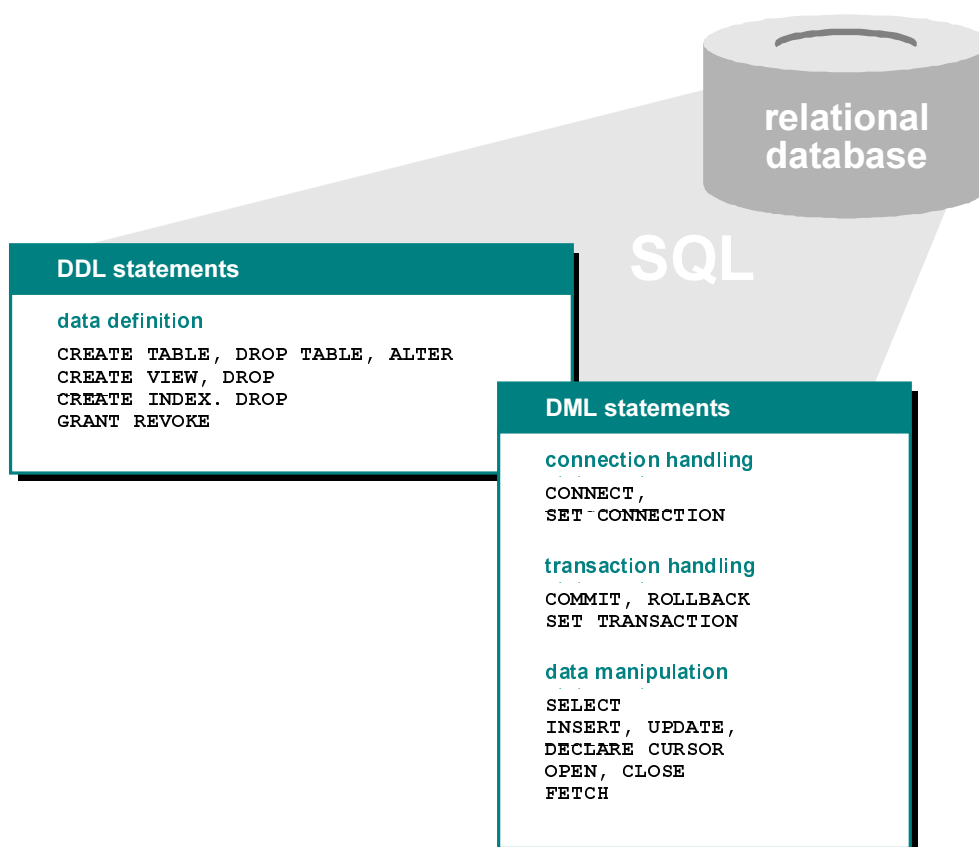 relational
database
SQL
DDL statements
data definition
CREATE TABLE, DROP TABLE, ALTER
CREATE VIEW, DROP
CREATE INDEX. DROP
GRANT REVOKE
DML statements
connection handling
CONNECT,
SET CONNECTION
transaction handling
COMMIT, ROLLBACK
SET TRANSACTION
data manipulation
SELECT
INSERT, UPDATE,
DECLARE CURSOR
OPEN, CLOSE
FETCH